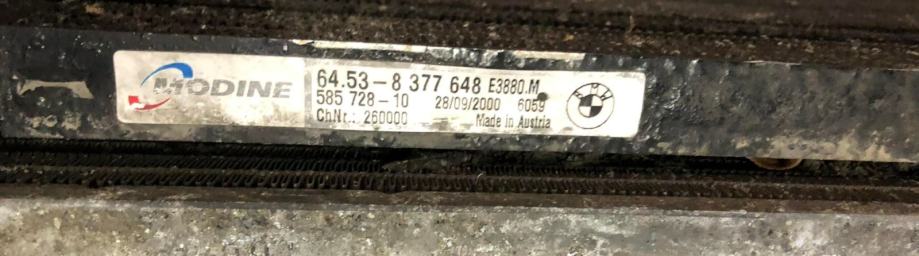 MODINE
64.53-8 377 648 E3880.M
585 728-10 28/09/2000 6059
ChNr.: 260000 Made in Austria
BMW